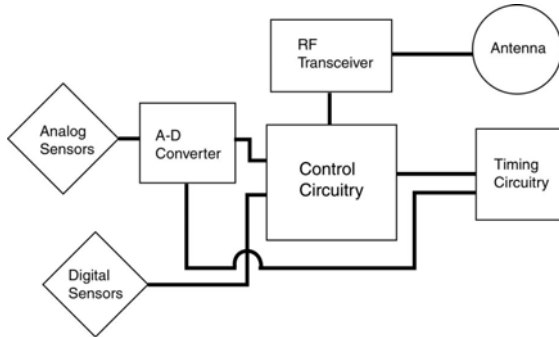 RF
Transceiver
Antenna
Analog
Sensors
A-D
Converter
Control
Circuitry
Timing
Circuitry
Digital
Sensors